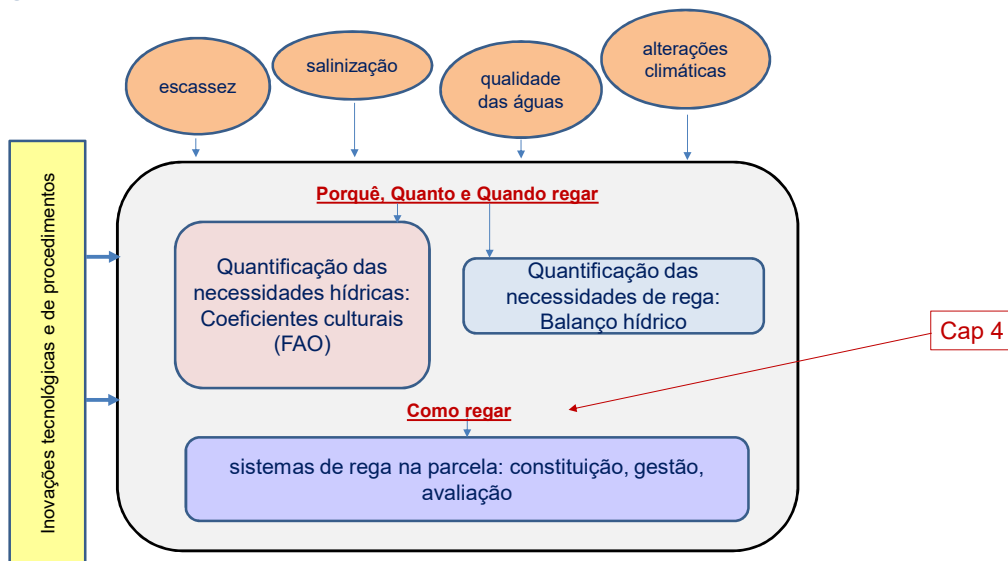 escassez
salinização
qualidade
das águas
alterações
climáticas
Inovações tecnológicas e de procedimentos
Porquê, Quanto e Quando regar
Quantificação das
necessidades hídricas:
Coeficientes culturais
(FAO)
Quantificação das
necessidades de rega:
Balanço hídrico
Cap 4
Como regar
sistemas de rega na parcela: constituição, gestão,
avaliação